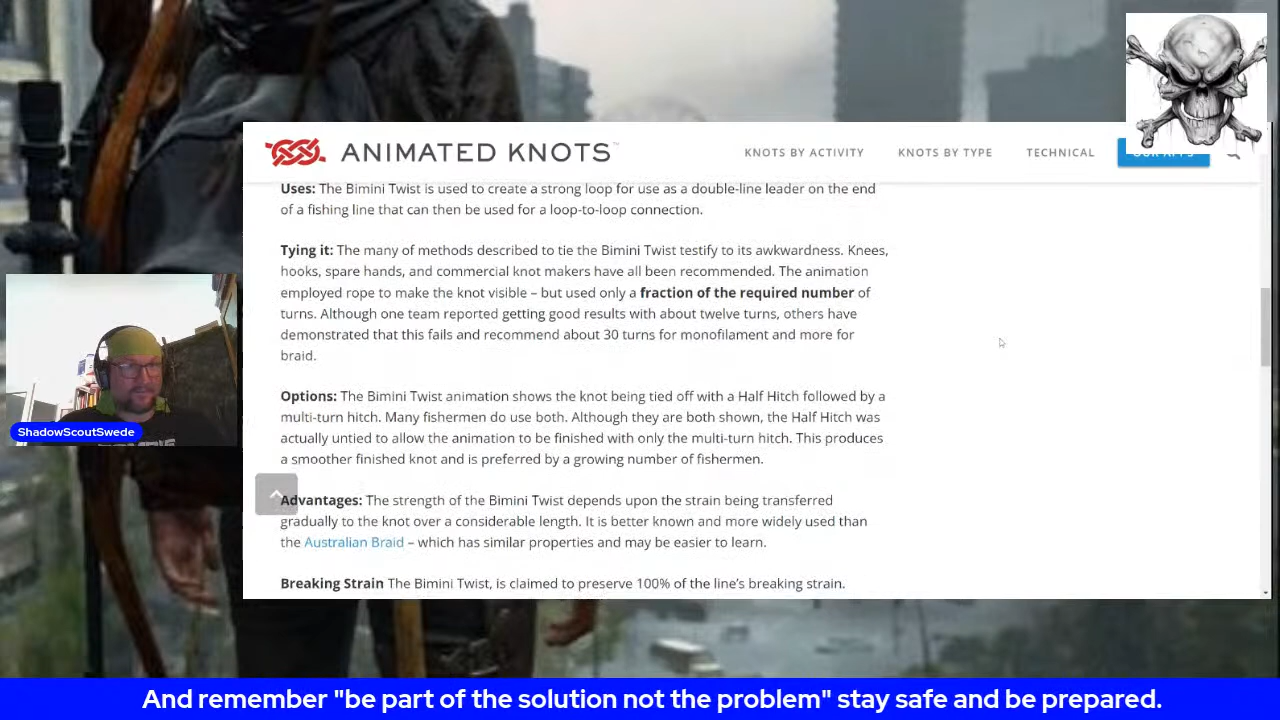 ANIMATED KNOTS
KNOTS BY ACTIVITY
KNOTS BY TYPE
TECHNICAL
OUR APPS
Uses: The Bimini Twist is used to create a strong loop for use as a double-line leader on the end
of a fishing line that can then be used for a loop-to-loop connection.
Tying it: The many of methods described to tie the Bimini Twist testify to its awkwardness. Knees,
hooks, spare hands, and commercial knot makers have all been recommended. The animation
employed rope to make the knot visible – but used only a fraction of the required number of
turns. Although one team reported getting good results with about twelve turns, others have
demonstrated that this fails and recommend about 30 turns for monofilament and more for
braid.
Options: The Bimini Twist animation shows the knot being tied off with a Half Hitch followed by a
multi-turn hitch. Many fishermen do use both. Although they are both shown, the Half Hitch was
actually untied to allow the animation to be finished with only the multi-turn hitch. This produces
a smoother finished knot and is preferred by a growing number of fishermen.
Advantages: The strength of the Bimini Twist depends upon the strain being transferred
gradually to the knot over a considerable length. It is better known and more widely used than
the Australian Braid – which has similar properties and may be easier to learn.
Breaking Strain The Bimini Twist, is claimed to preserve 100% of the line's breaking strain.
ShadowScoutSwede
And remember "be part of the solution not the problem" stay safe and be prepared.